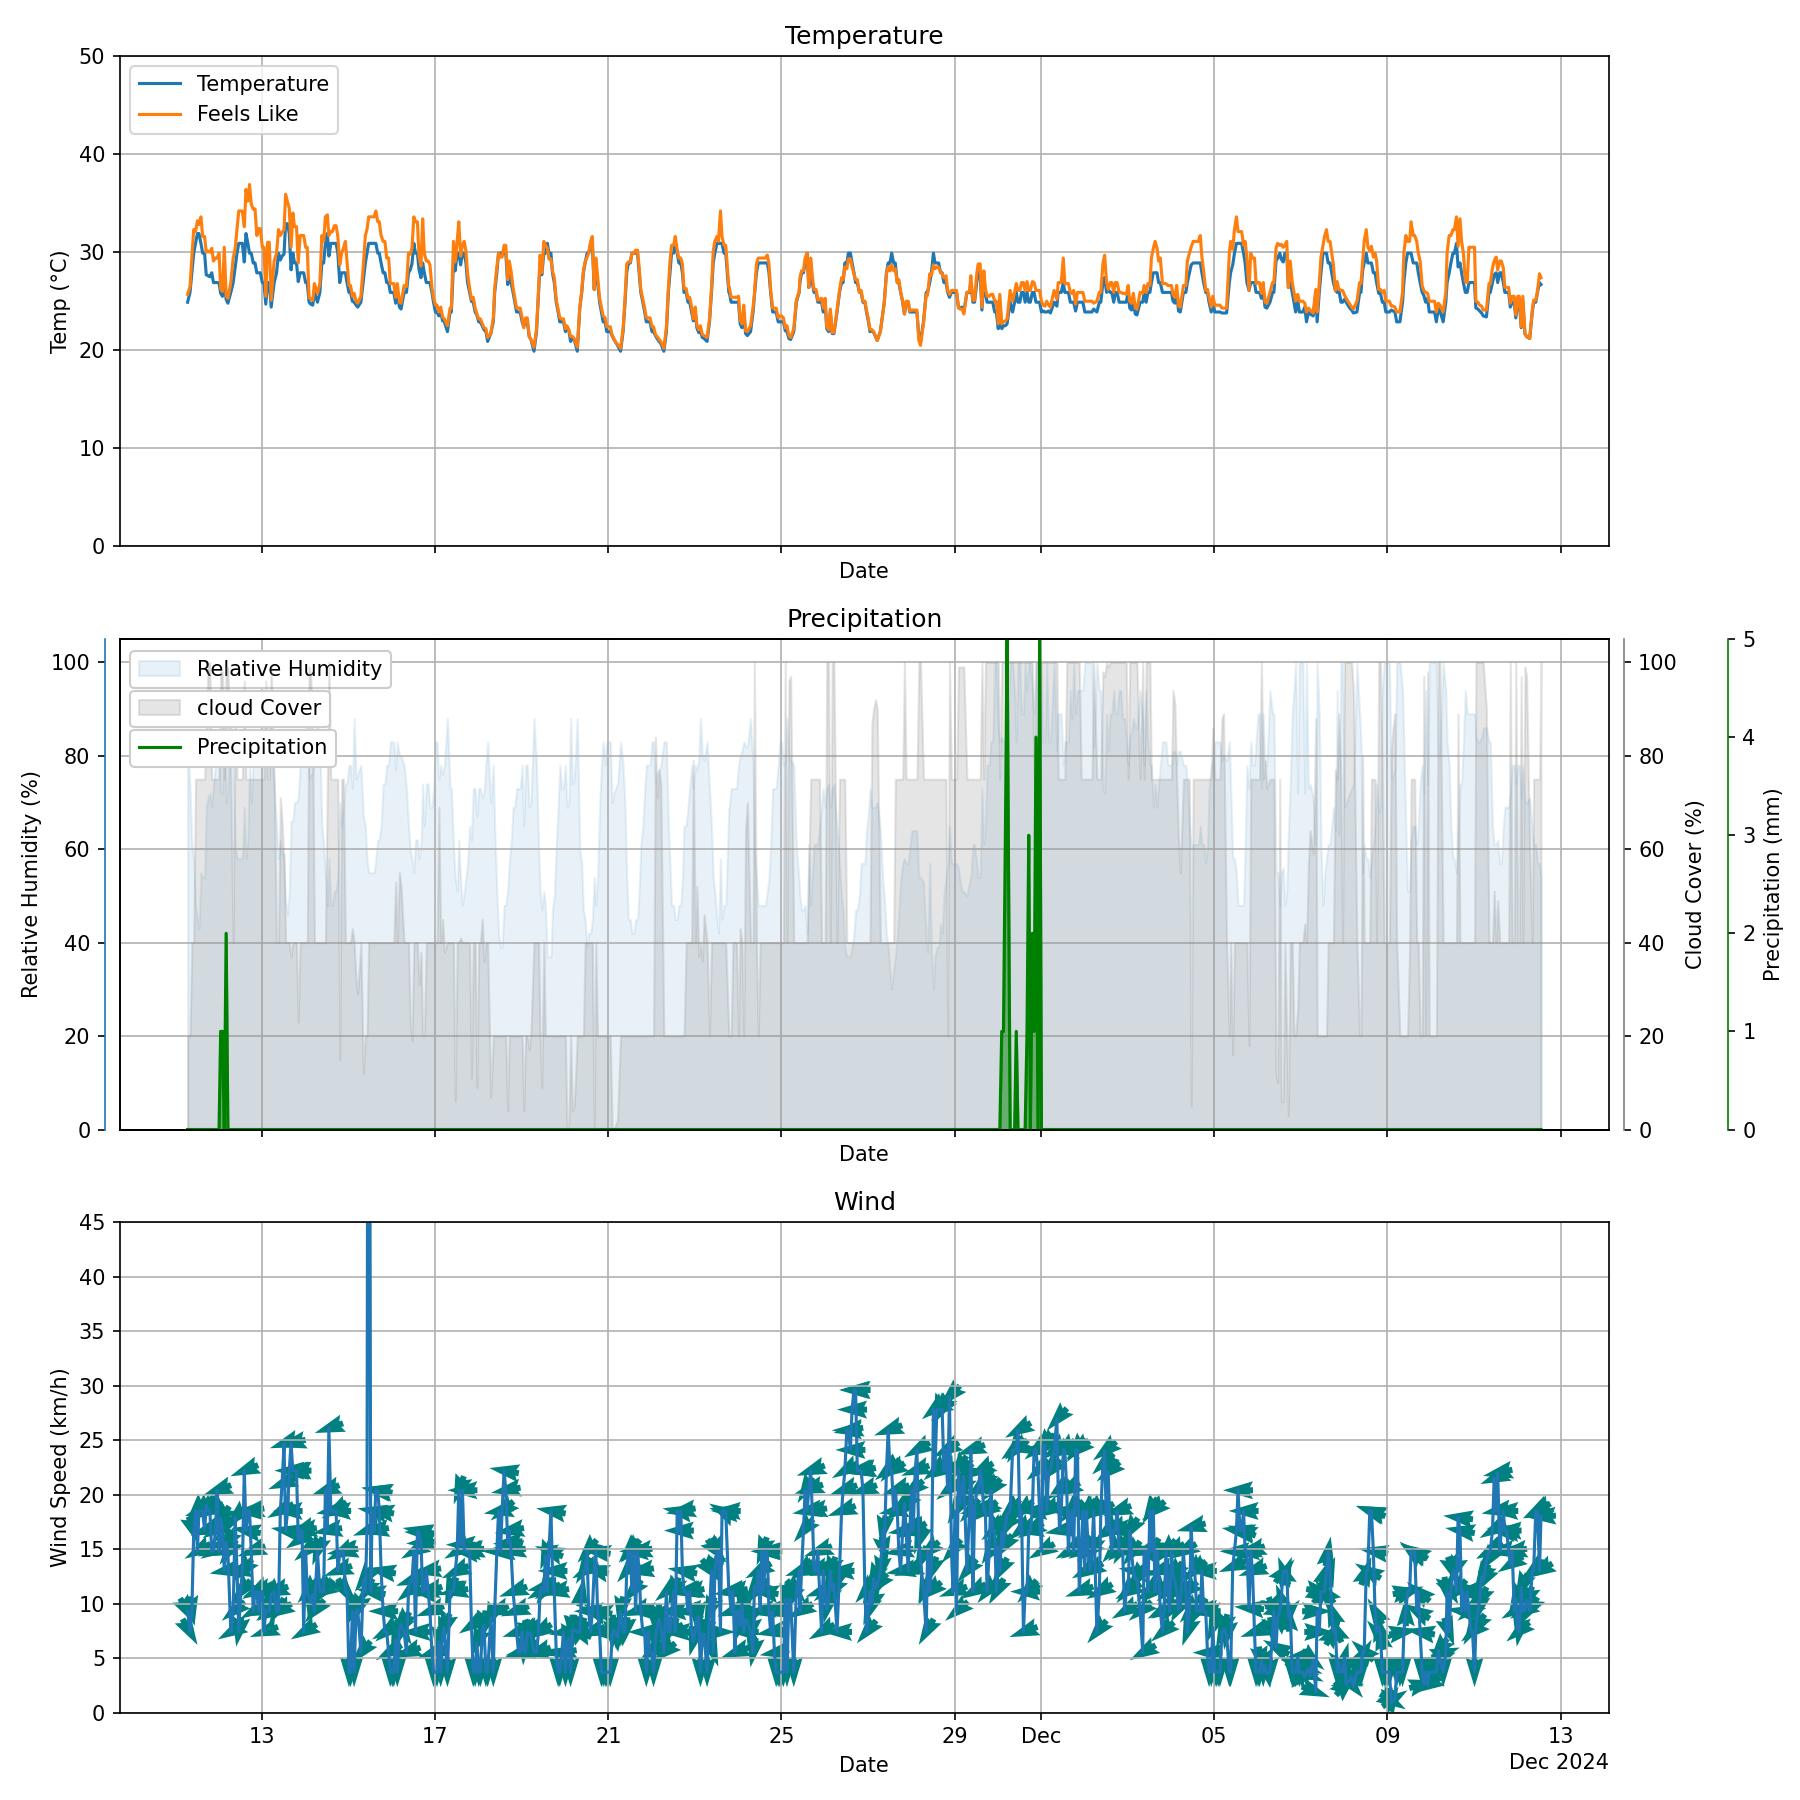 Temperature
50
40
30
20
10
0
Temp (°C)
Temperature
Feels Like
Date
Precipitation
100
80
60
40
20
0
Relative Humidity (%)
Relative Humidity
cloud Cover
Precipitation
100
80
60
40
20
0
Cloud Cover (%)
5
4
3
2
1
0
Precipitation (mm)
Date
Wind
45
40
35
30
25
20
15
10
5
0
Wind Speed (km/h)
13 17 21 25 29 Dec 05 09 13
Date
Dec 2024